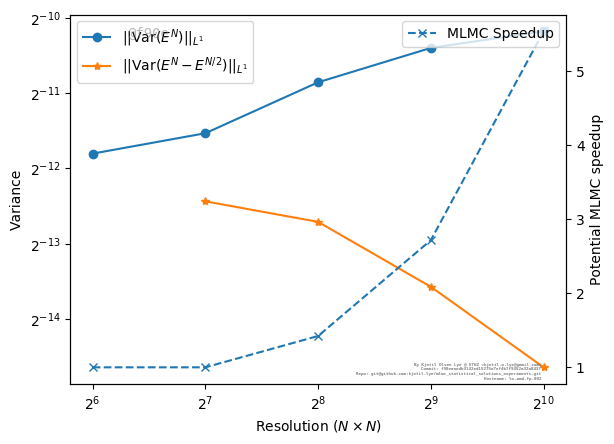 ||Var(E^N)||_{L^1}
||Var(E^N − E^{N/2})||_{L^1}
MLMC Speedup
2^{-10}
2^{-11}
2^{-12}
2^{-13}
2^{-14}
Variance
5
4
3
2
1
Potential MLMC speedup
2^6 2^7 2^8 2^9 2^{10}
Resolution (N × N)